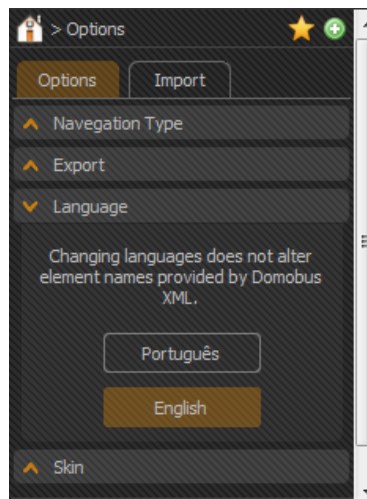 > Options
Options
Import
Navegation Type
Export
Language
Changing languages does not alter
element names provided by Domobus
XML.
Português
English
Skin